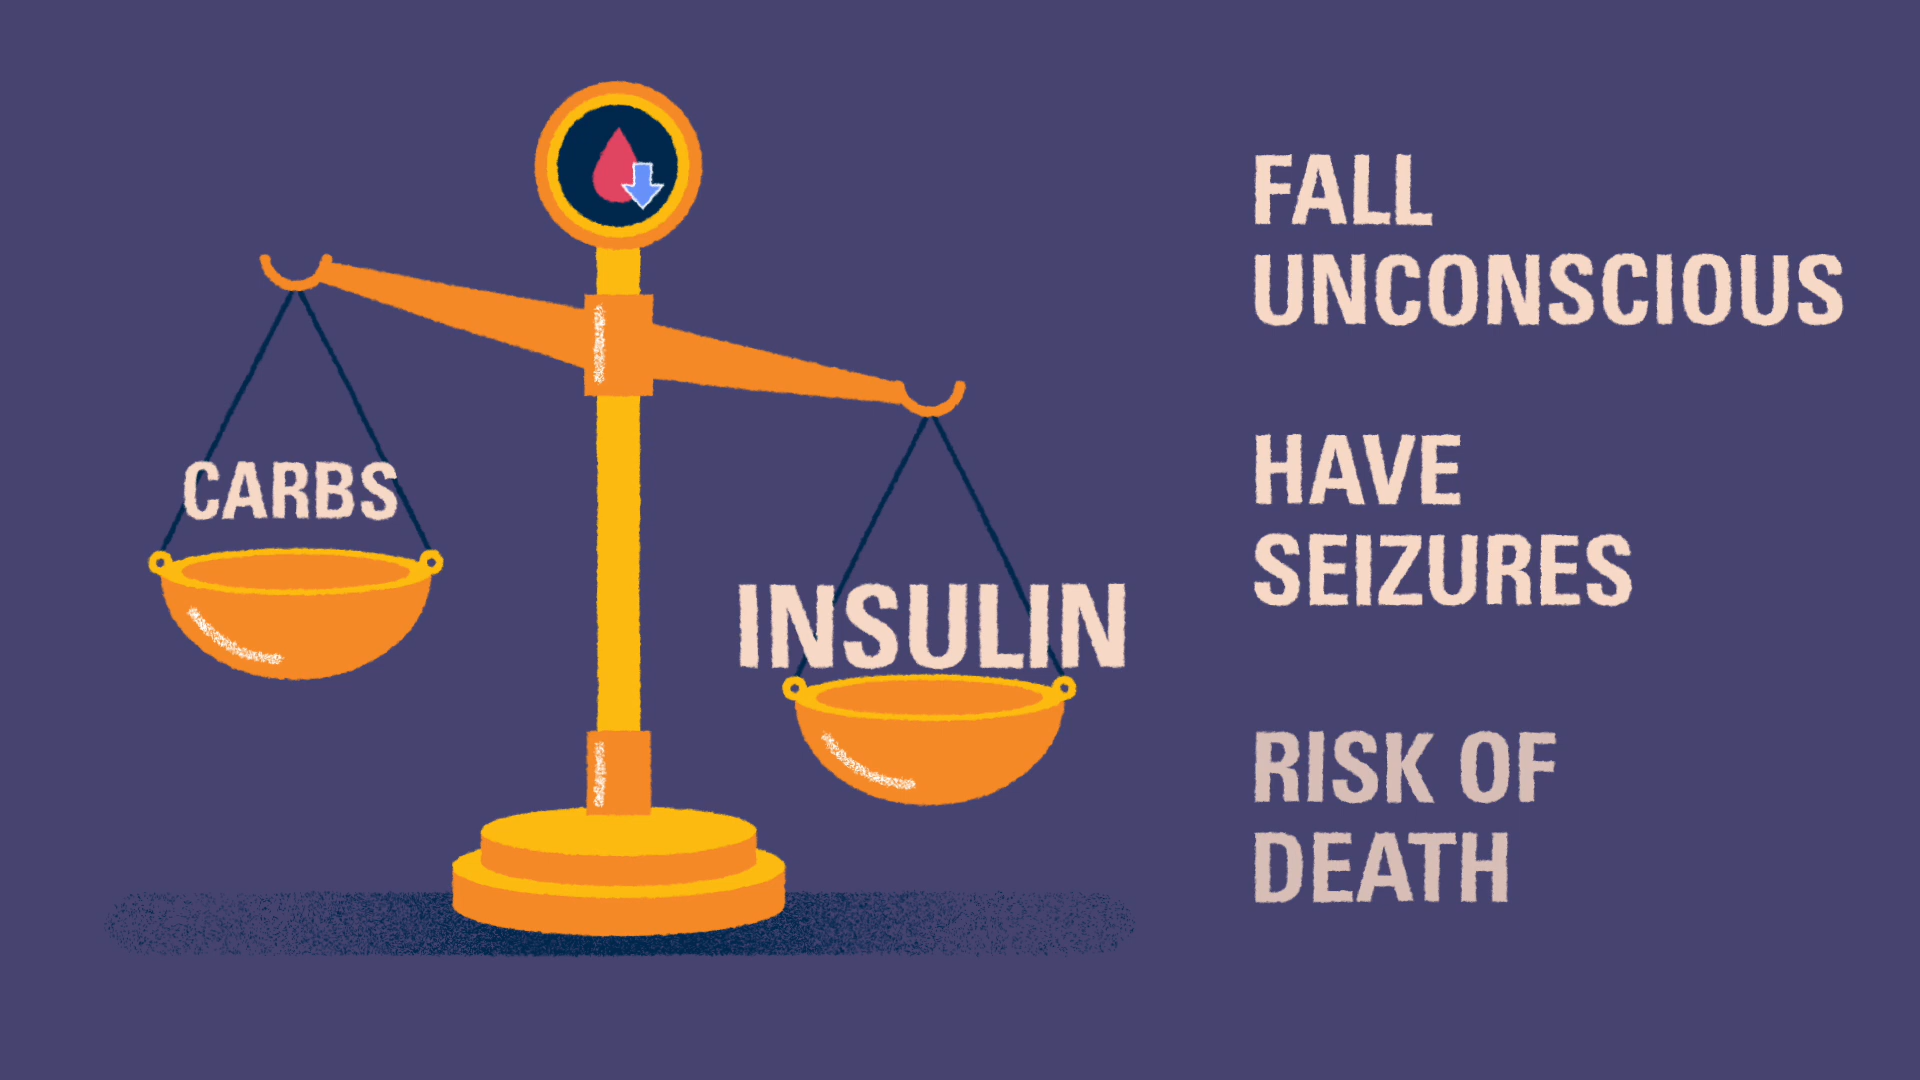 CARBS
INSULIN
FALL
UNCONSCIOUS
HAVE
SEIZURES
RISK OF
DEATH